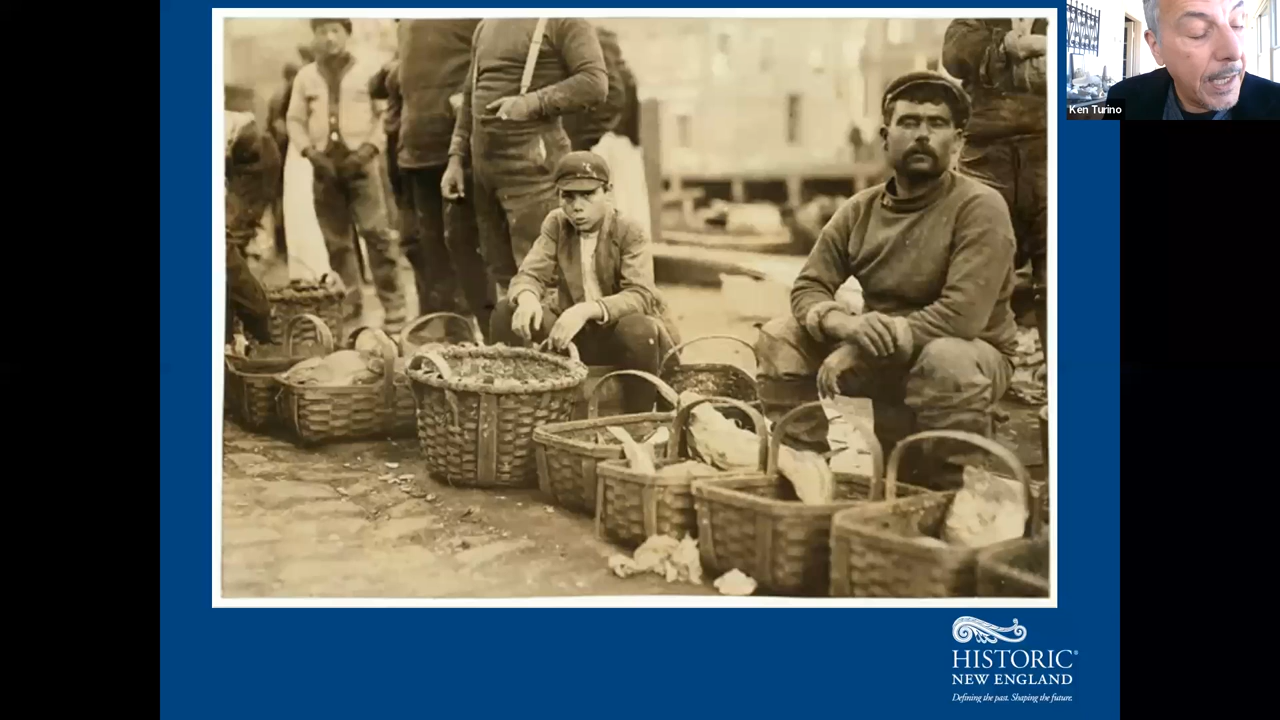 Ken Turino
HISTORIC®
NEW ENGLAND
Defining the past. Shaping the future.